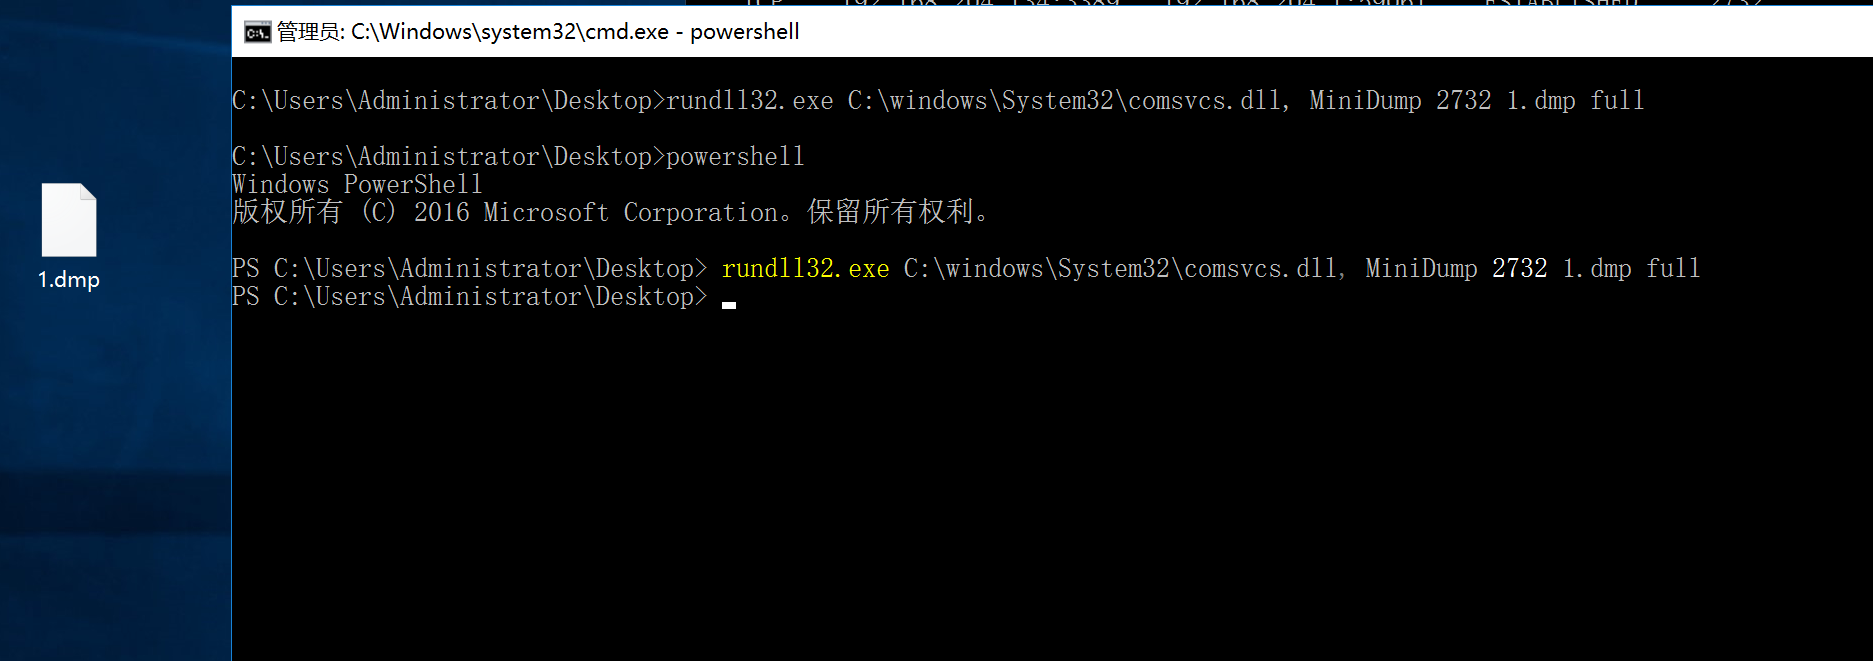 管理员: C:\Windows\system32\cmd.exe - powershell
C:\Users\Administrator\Desktop>rundll32.exe C:\windows\System32\comsvcs.dll, MiniDump 2732 1.dmp full
C:\Users\Administrator\Desktop>powershell
Windows PowerShell
版权所有 (C) 2016 Microsoft Corporation。保留所有权利。
PS C:\Users\Administrator\Desktop> rundll32.exe C:\windows\System32\comsvcs.dll, MiniDump 2732 1.dmp full
PS C:\Users\Administrator\Desktop>
1.dmp